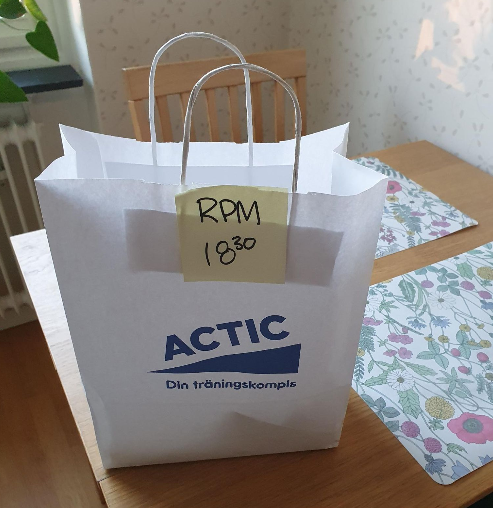 RPM
18³⁰
ACTIC
Din träningskompis